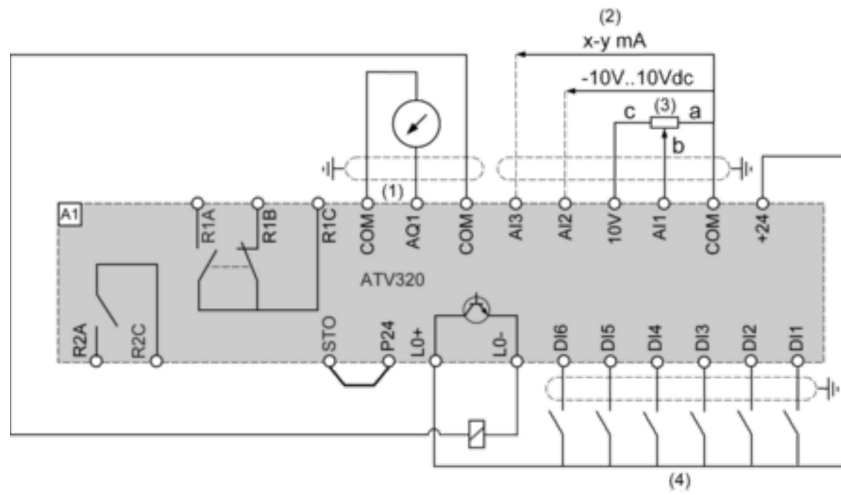 (2)
x-y mA
-10V..10Vdc
c (3) a
b
(1)
A1
R1A R1B R1C COM AQ1 COM AI3 AI2 10V AI1 COM +24
ATV320
R2A R2C STO P24 L0+ L0- DI6 DI5 DI4 DI3 DI2 DI1
(4)